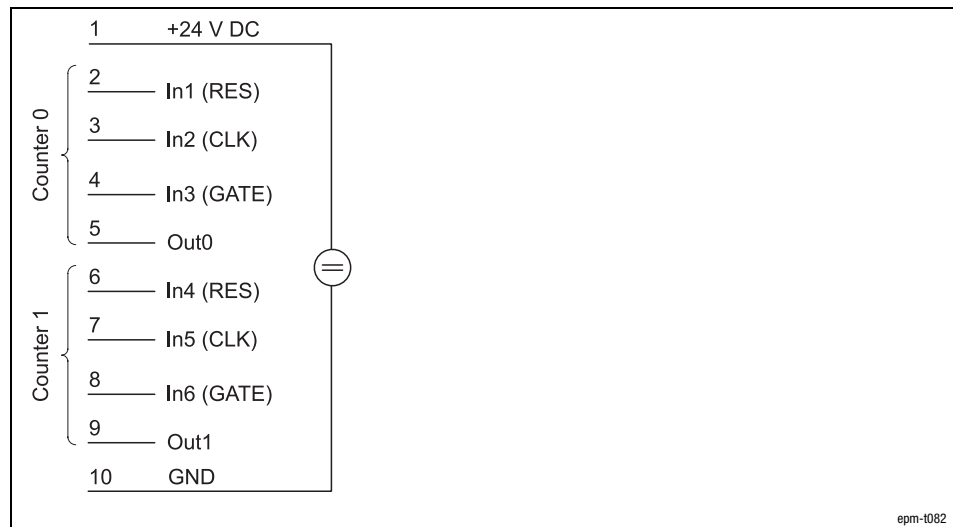 1 +24 V DC
Counter 0
2 In1 (RES)
3 In2 (CLK)
4 In3 (GATE)
5 Out0
Counter 1
6 In4 (RES)
7 In5 (CLK)
8 In6 (GATE)
9 Out1
10 GND
epm-t082